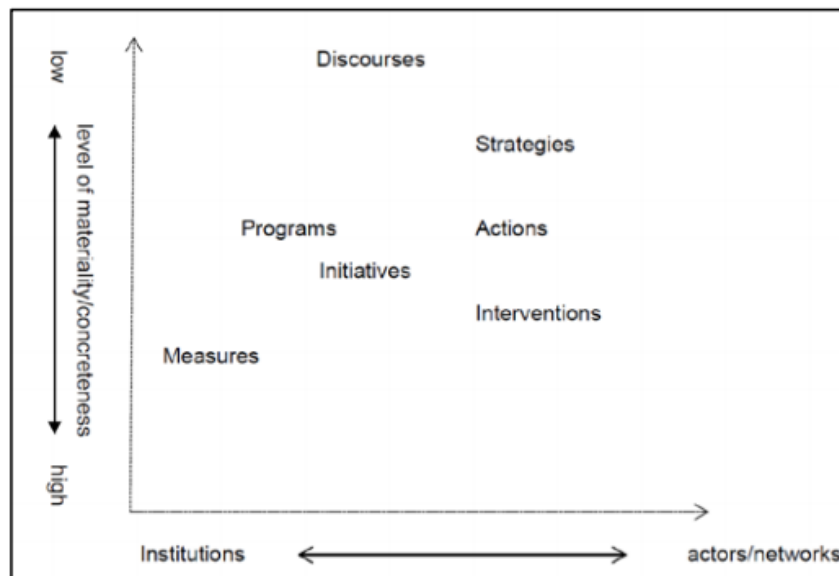 low
Discourses
level of materiality/concreteness
Strategies
Programs
Actions
Initiatives
Interventions
Measures
high
Institutions
actors/networks